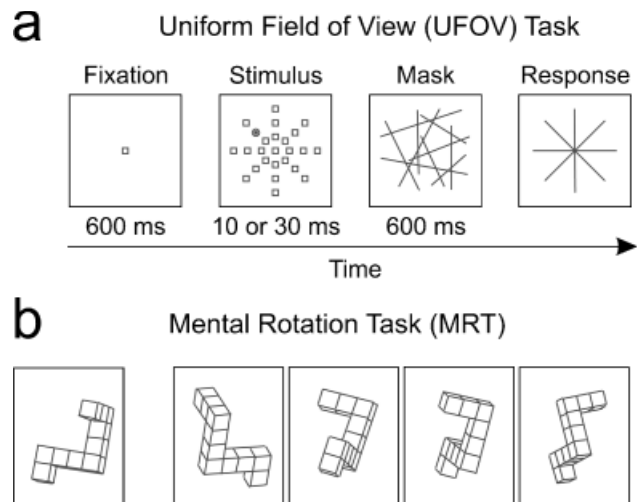 a
Uniform Field of View (UFOV) Task
Fixation Stimulus Mask Response
600 ms 10 or 30 ms 600 ms
Time
b
Mental Rotation Task (MRT)